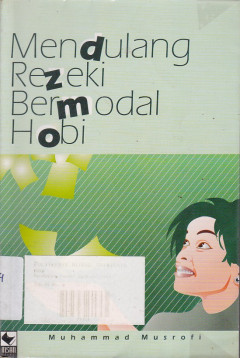 Mendulang
Rezeki
Bermodal
Hobi
Muhammad Musrofi